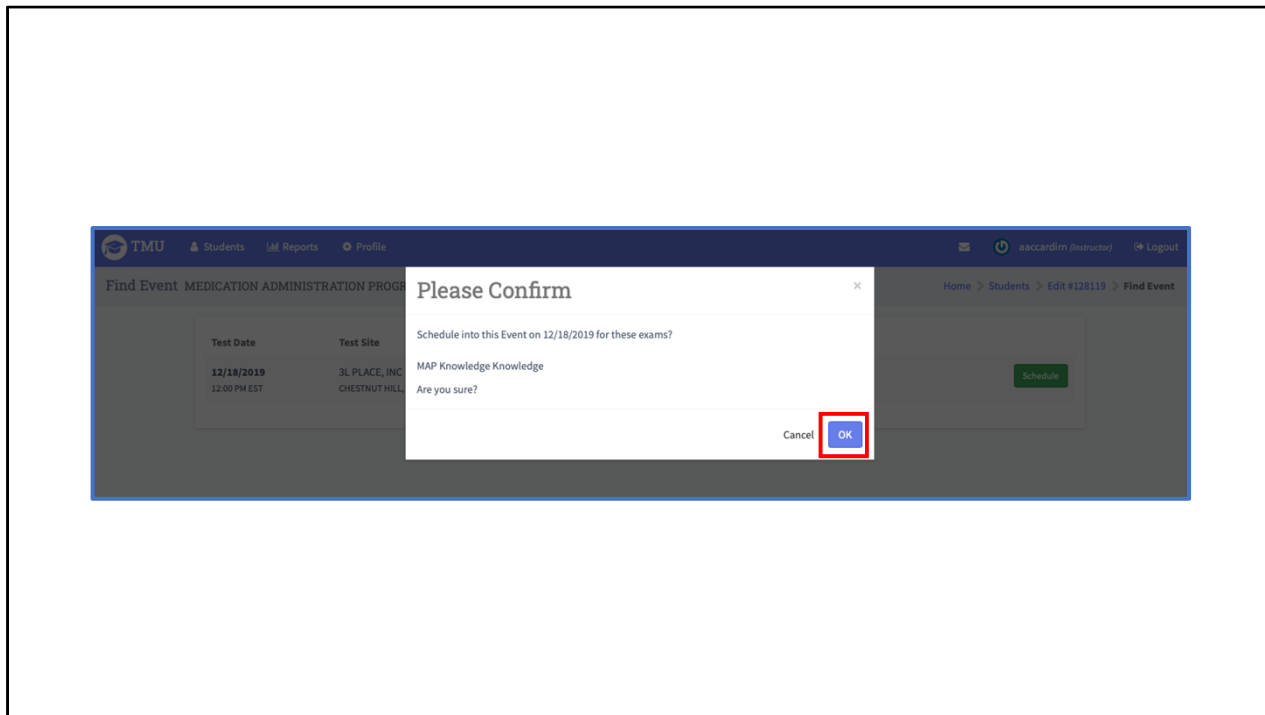 TMU Students Reports Profile aaccardirn (Instructor) Logout
Find Event MEDICATION ADMINISTRATION PROGR Home > Students > Edit #128119 > Find Event
Please Confirm ×
Schedule into this Event on 12/18/2019 for these exams?
MAP Knowledge Knowledge
Are you sure?
Cancel OK
Test Date Test Site
12/18/2019 3L PLACE, INC Schedule
12:00 PM EST CHESTNUT HILL,